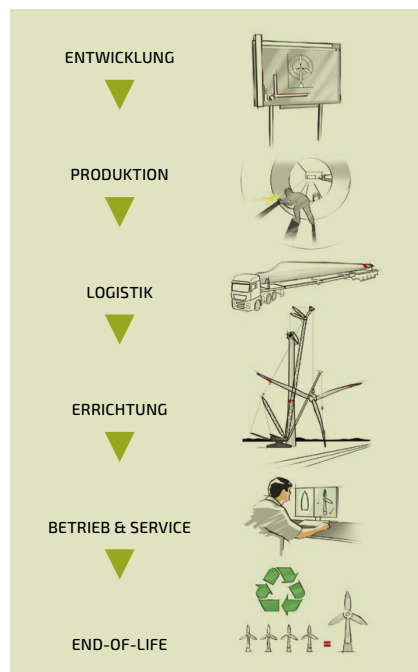 ENTWICKLUNG
PRODUKTION
LOGISTIK
ERRICHTUNG
BETRIEB & SERVICE
END-OF-LIFE
=